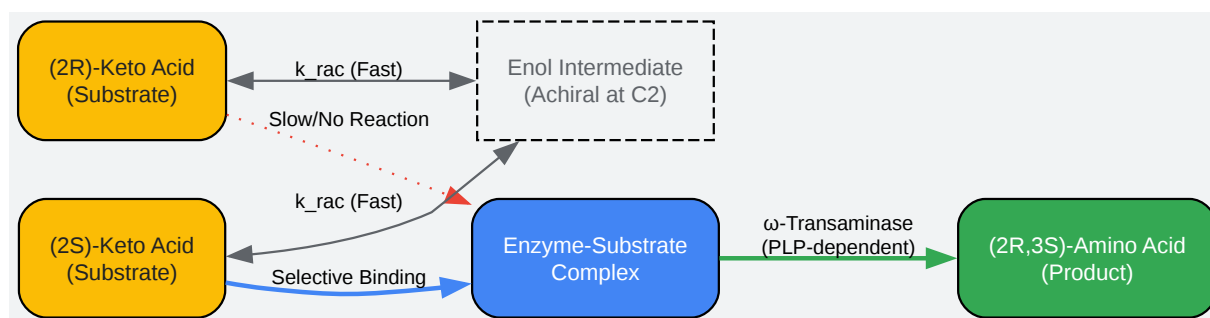 (2R)-Keto Acid
(Substrate)
k_rac (Fast)
Enol Intermediate
(Achiral at C2)
Slow/No Reaction
k_rac (Fast)
(2S)-Keto Acid
(Substrate)
Selective Binding
Enzyme-Substrate
Complex
ω-Transaminase
(PLP-dependent)
(2R,3S)-Amino Acid
(Product)